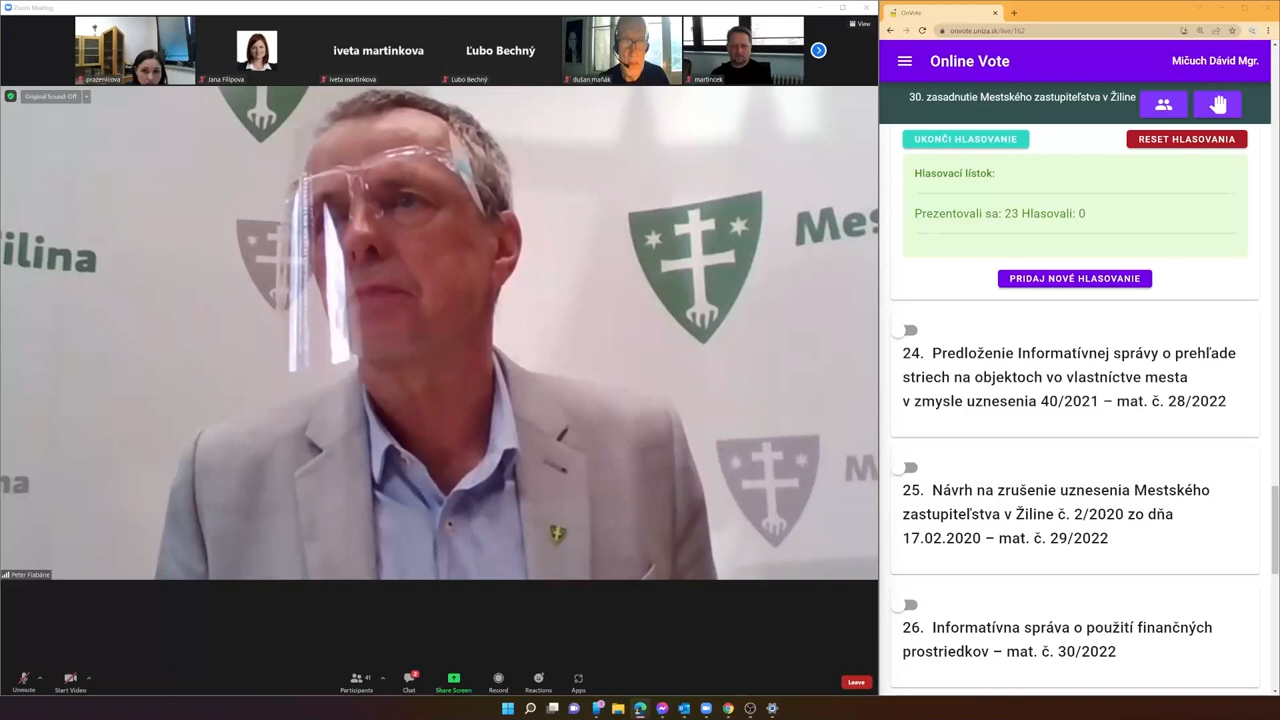 Zoom Meeting
View
iveta martinkova
Ľubo Bechný
prazenicova
Jana Filipova
iveta martinkova
Ľubo Bechný
dušan maňák
martincek
Original Sound: Off
ilina
Mes
na
M
Peter Fiabáne
Unmute
Start Video
Participants
41
Chat
2
Share Screen
Record
Reactions
Apps
Leave
OnVote
onvote.uniza.sk/live/162
Online Vote
Mičuch Dávid Mgr.
30. zasadnutie Mestského zastupiteľstva v Žiline
UKONČI HLASOVANIE
RESET HLASOVANIA
Hlasovací lístok:
Prezentovali sa: 23 Hlasovali: 0
PRIDAJ NOVÉ HLASOVANIE
24. Predloženie Informatívnej správy o prehľade
striech na objektoch vo vlastníctve mesta
v zmysle uznesenia 40/2021 – mat. č. 28/2022
25. Návrh na zrušenie uznesenia Mestského
zastupiteľstva v Žiline č. 2/2020 zo dňa
17.02.2020 – mat. č. 29/2022
26. Informatívna správa o použití finančných
prostriedkov – mat. č. 30/2022